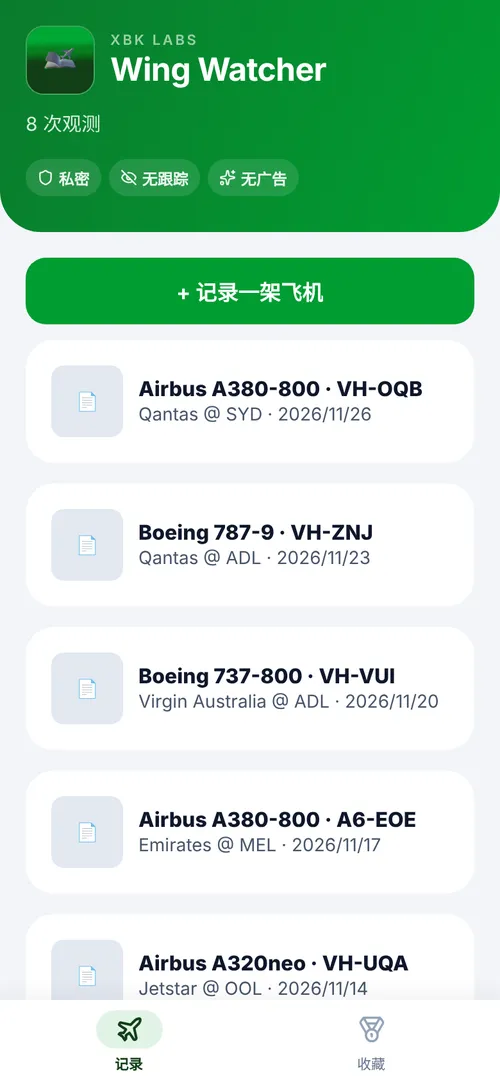 XBK LABS
Wing Watcher
8 次观测
私密
无跟踪
无广告
+ 记录一架飞机
Airbus A380-800 · VH-OQB
Qantas @ SYD · 2026/11/26
Boeing 787-9 · VH-ZNJ
Qantas @ ADL · 2026/11/23
Boeing 737-800 · VH-VUI
Virgin Australia @ ADL · 2026/11/20
Airbus A380-800 · A6-EOE
Emirates @ MEL · 2026/11/17
Airbus A320neo · VH-UQA
Jetstar @ OOL · 2026/11/14
记录
收藏